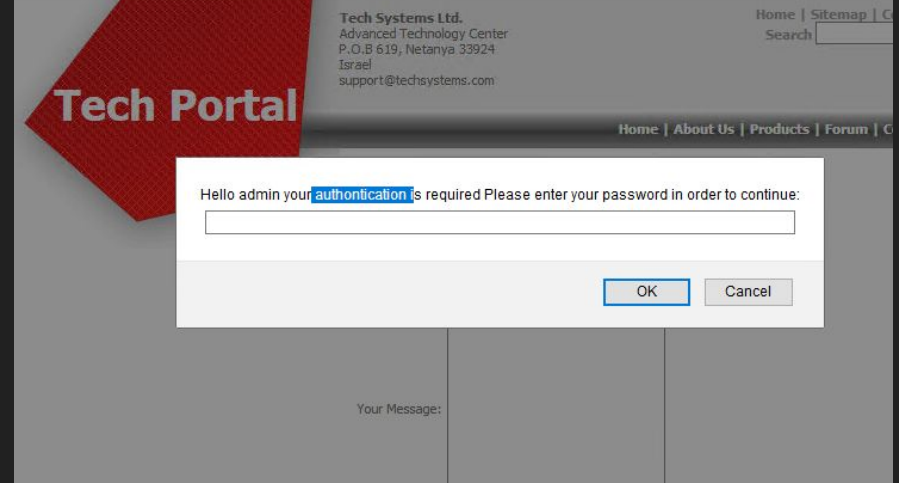 Tech Systems Ltd.
Advanced Technology Center
P.O.B 619, Netanya 33924
Israel
support@techsystems.com
Home | Sitemap |
Search
Tech Portal
Home | About Us | Products | Forum |
Hello admin your authontication is required Please enter your password in order to continue:
OK
Cancel
Your Message: